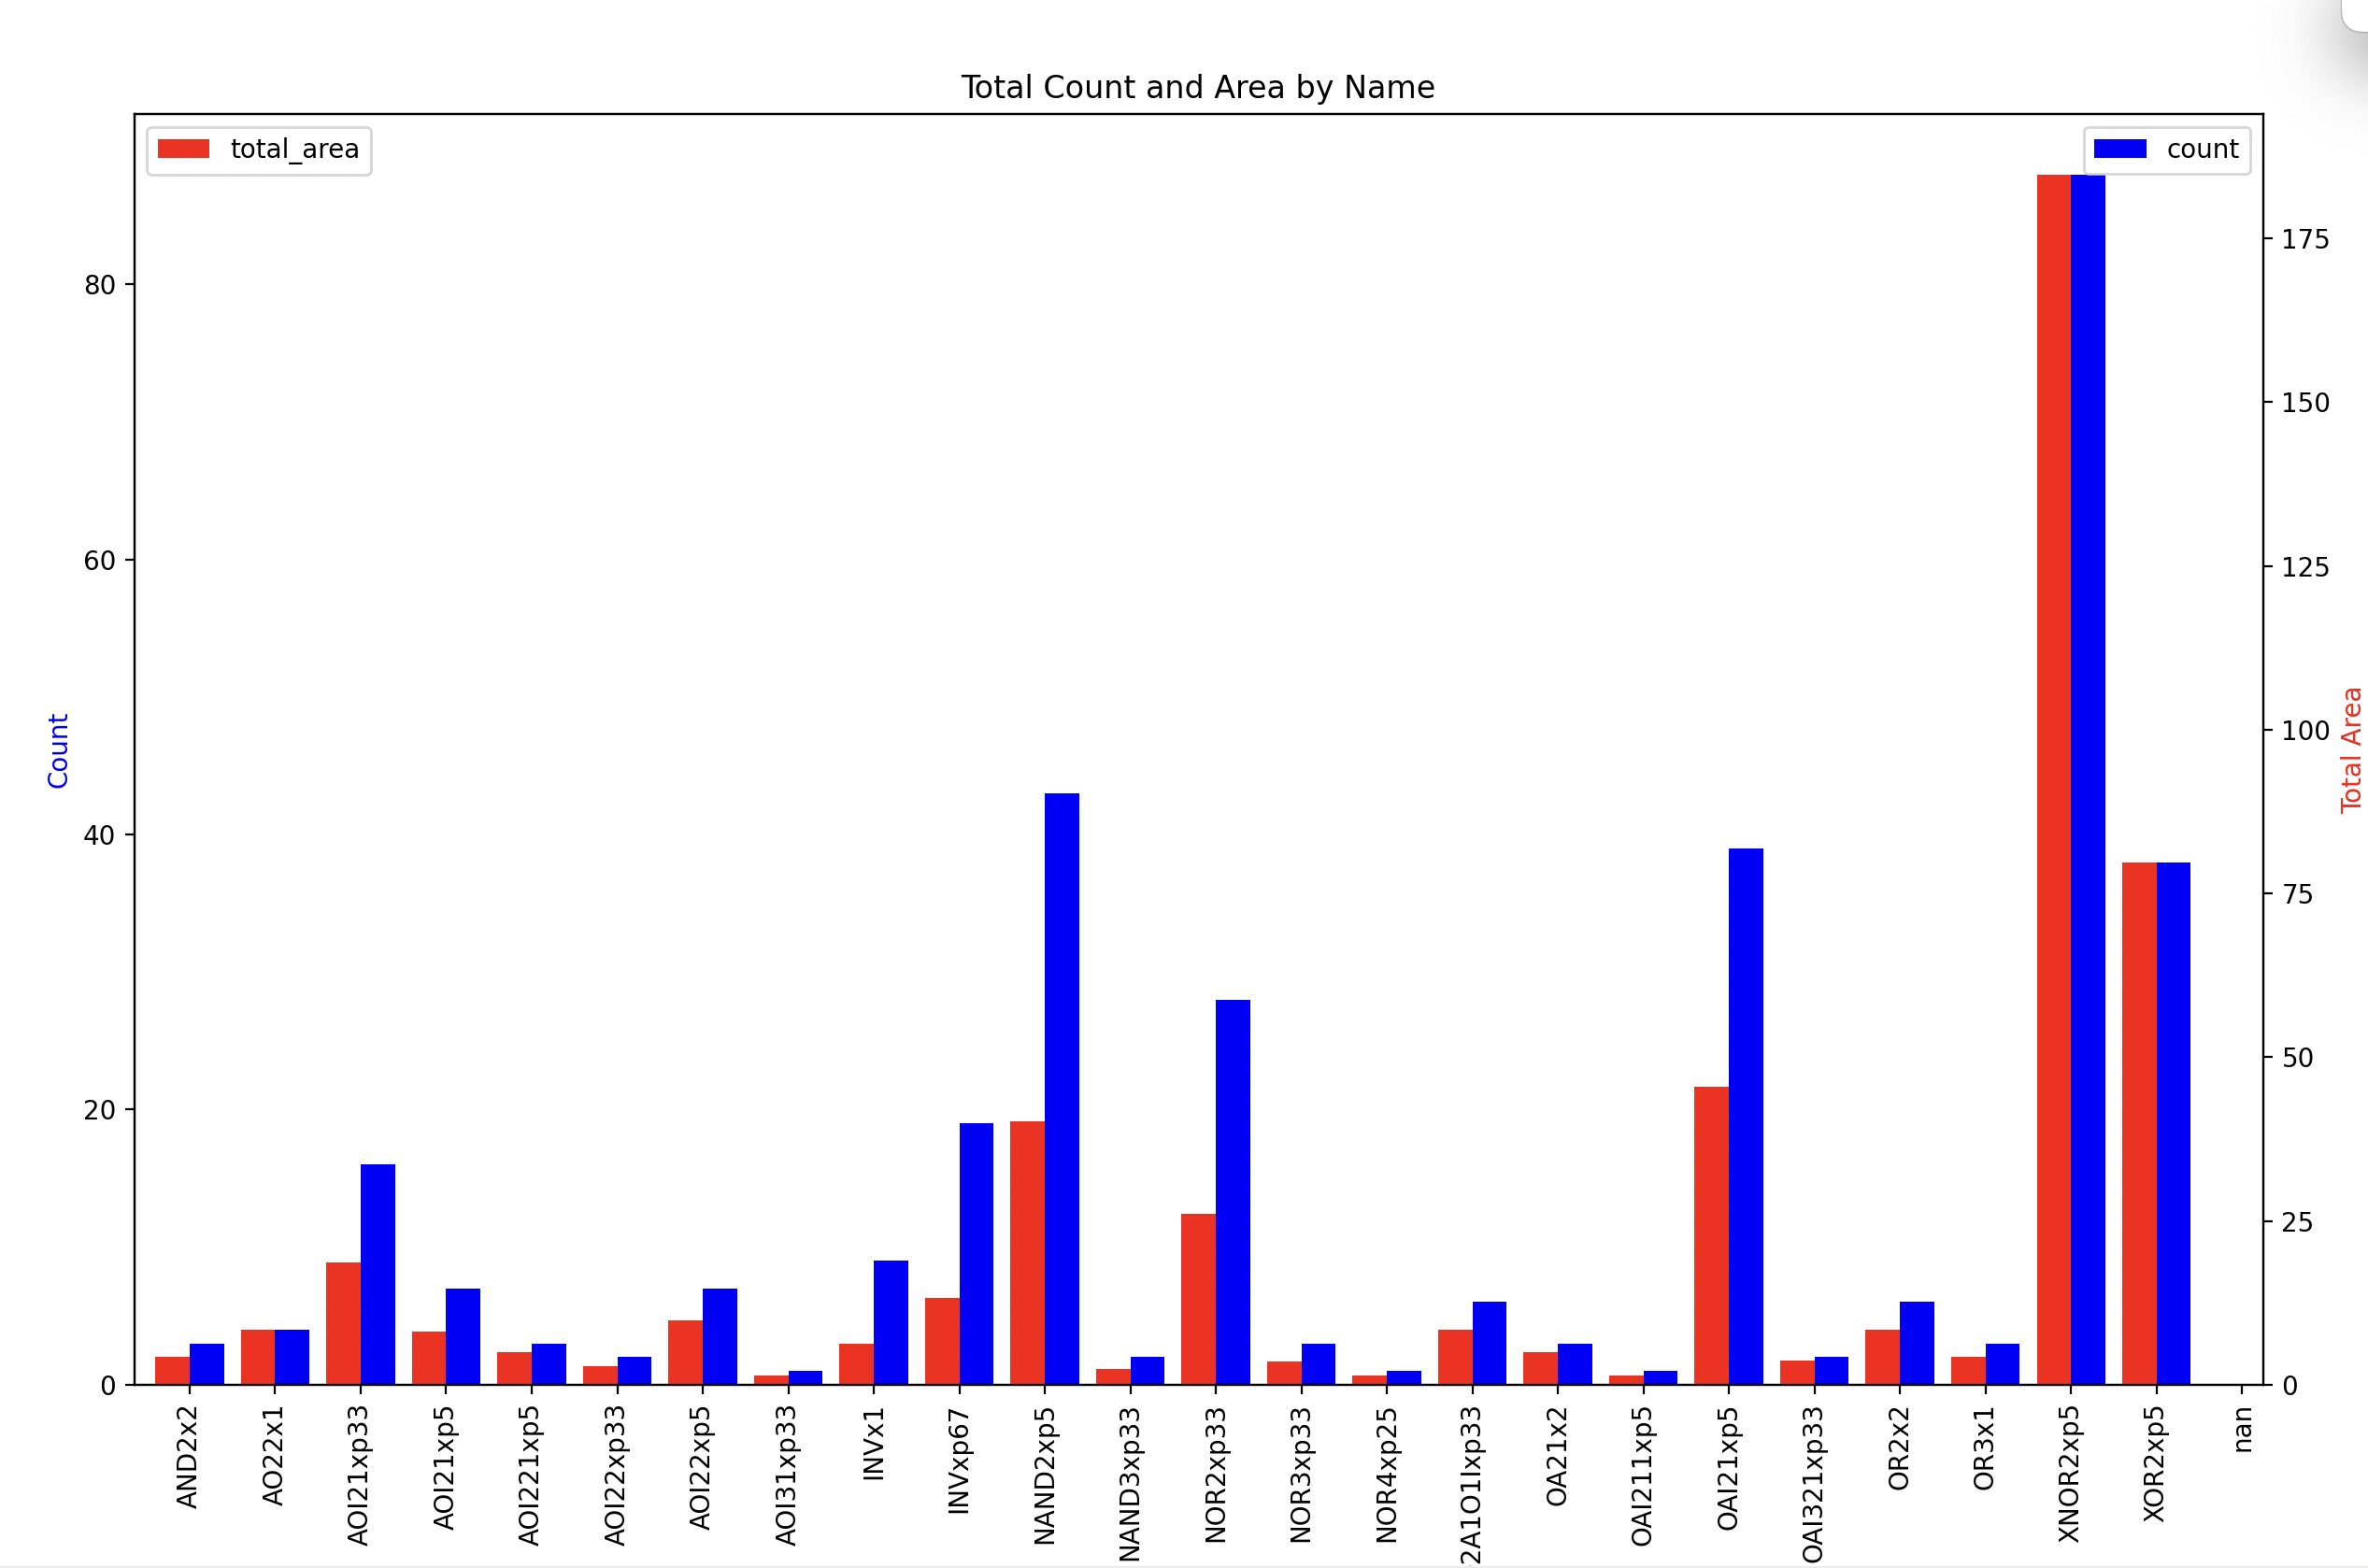 Total Count and Area by Name
total_area
count
80
60
40
20
0
Count
175
150
125
100
75
50
25
0
Total Area
AND2x2
AO22x1
AOI21xp33
AOI21xp5
AOI221xp5
AOI22xp33
AOI22xp5
AOI31xp33
INVx1
INVxp67
NAND2xp5
NAND3xp33
NOR2xp33
NOR3xp33
NOR4xp25
2A1O1Ixp33
OA21x2
OAI211xp5
OAI21xp5
OAI321xp33
OR2x2
OR3x1
XNOR2xp5
XOR2xp5
nan